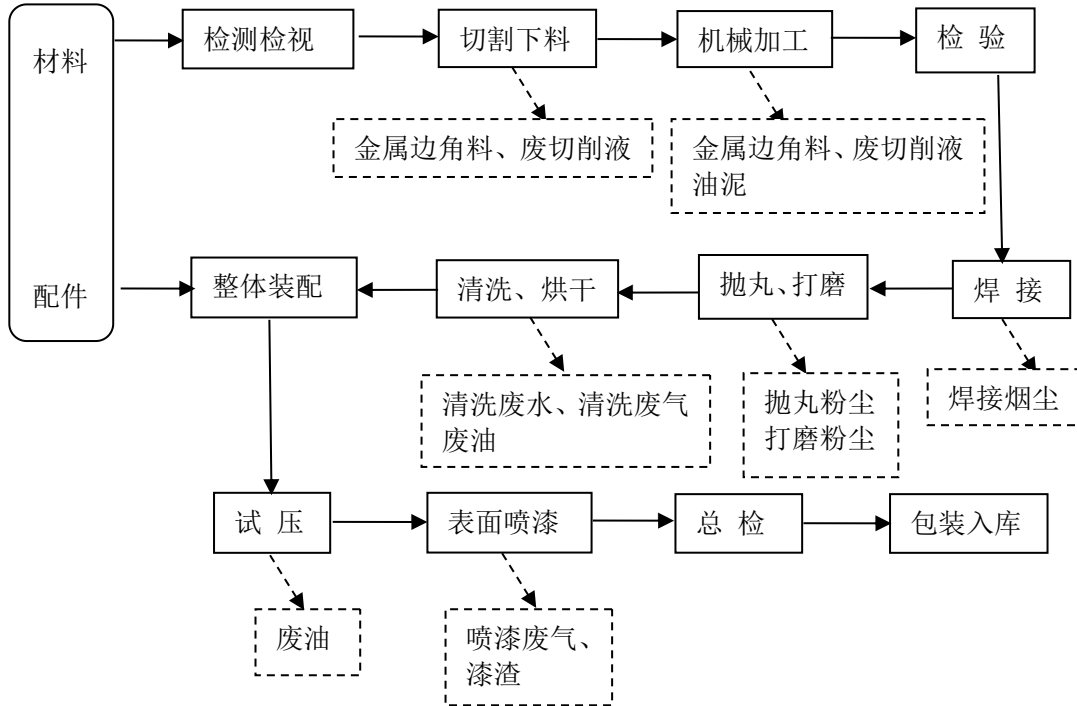 材料
检测检视
切割下料
机械加工
检 验
金属边角料、废切削液
金属边角料、废切削液
油泥
配件
整体装配
清洗、烘干
抛丸、打磨
焊 接
清洗废水、清洗废气
废油
抛丸粉尘
打磨粉尘
焊接烟尘
试 压
表面喷漆
总 检
包装入库
废油
喷漆废气、
漆渣